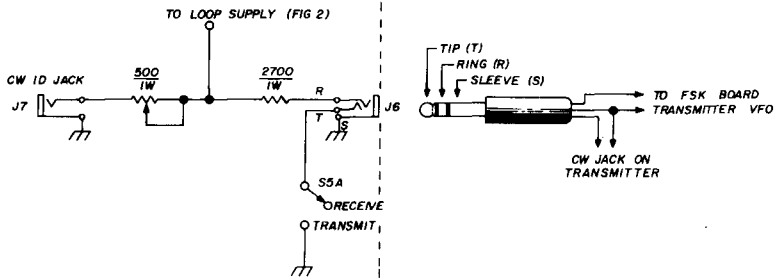 TO LOOP SUPPLY (FIG 2)
TIP (T)
RING (R)
SLEEVE (S)
CW ID JACK
J7
500
1W
2700
1W
R
T
S
J6
TO FSK BOARD
TRANSMITTER VFO
CW JACK ON
TRANSMITTER
S5A
RECEIVE
TRANSMIT